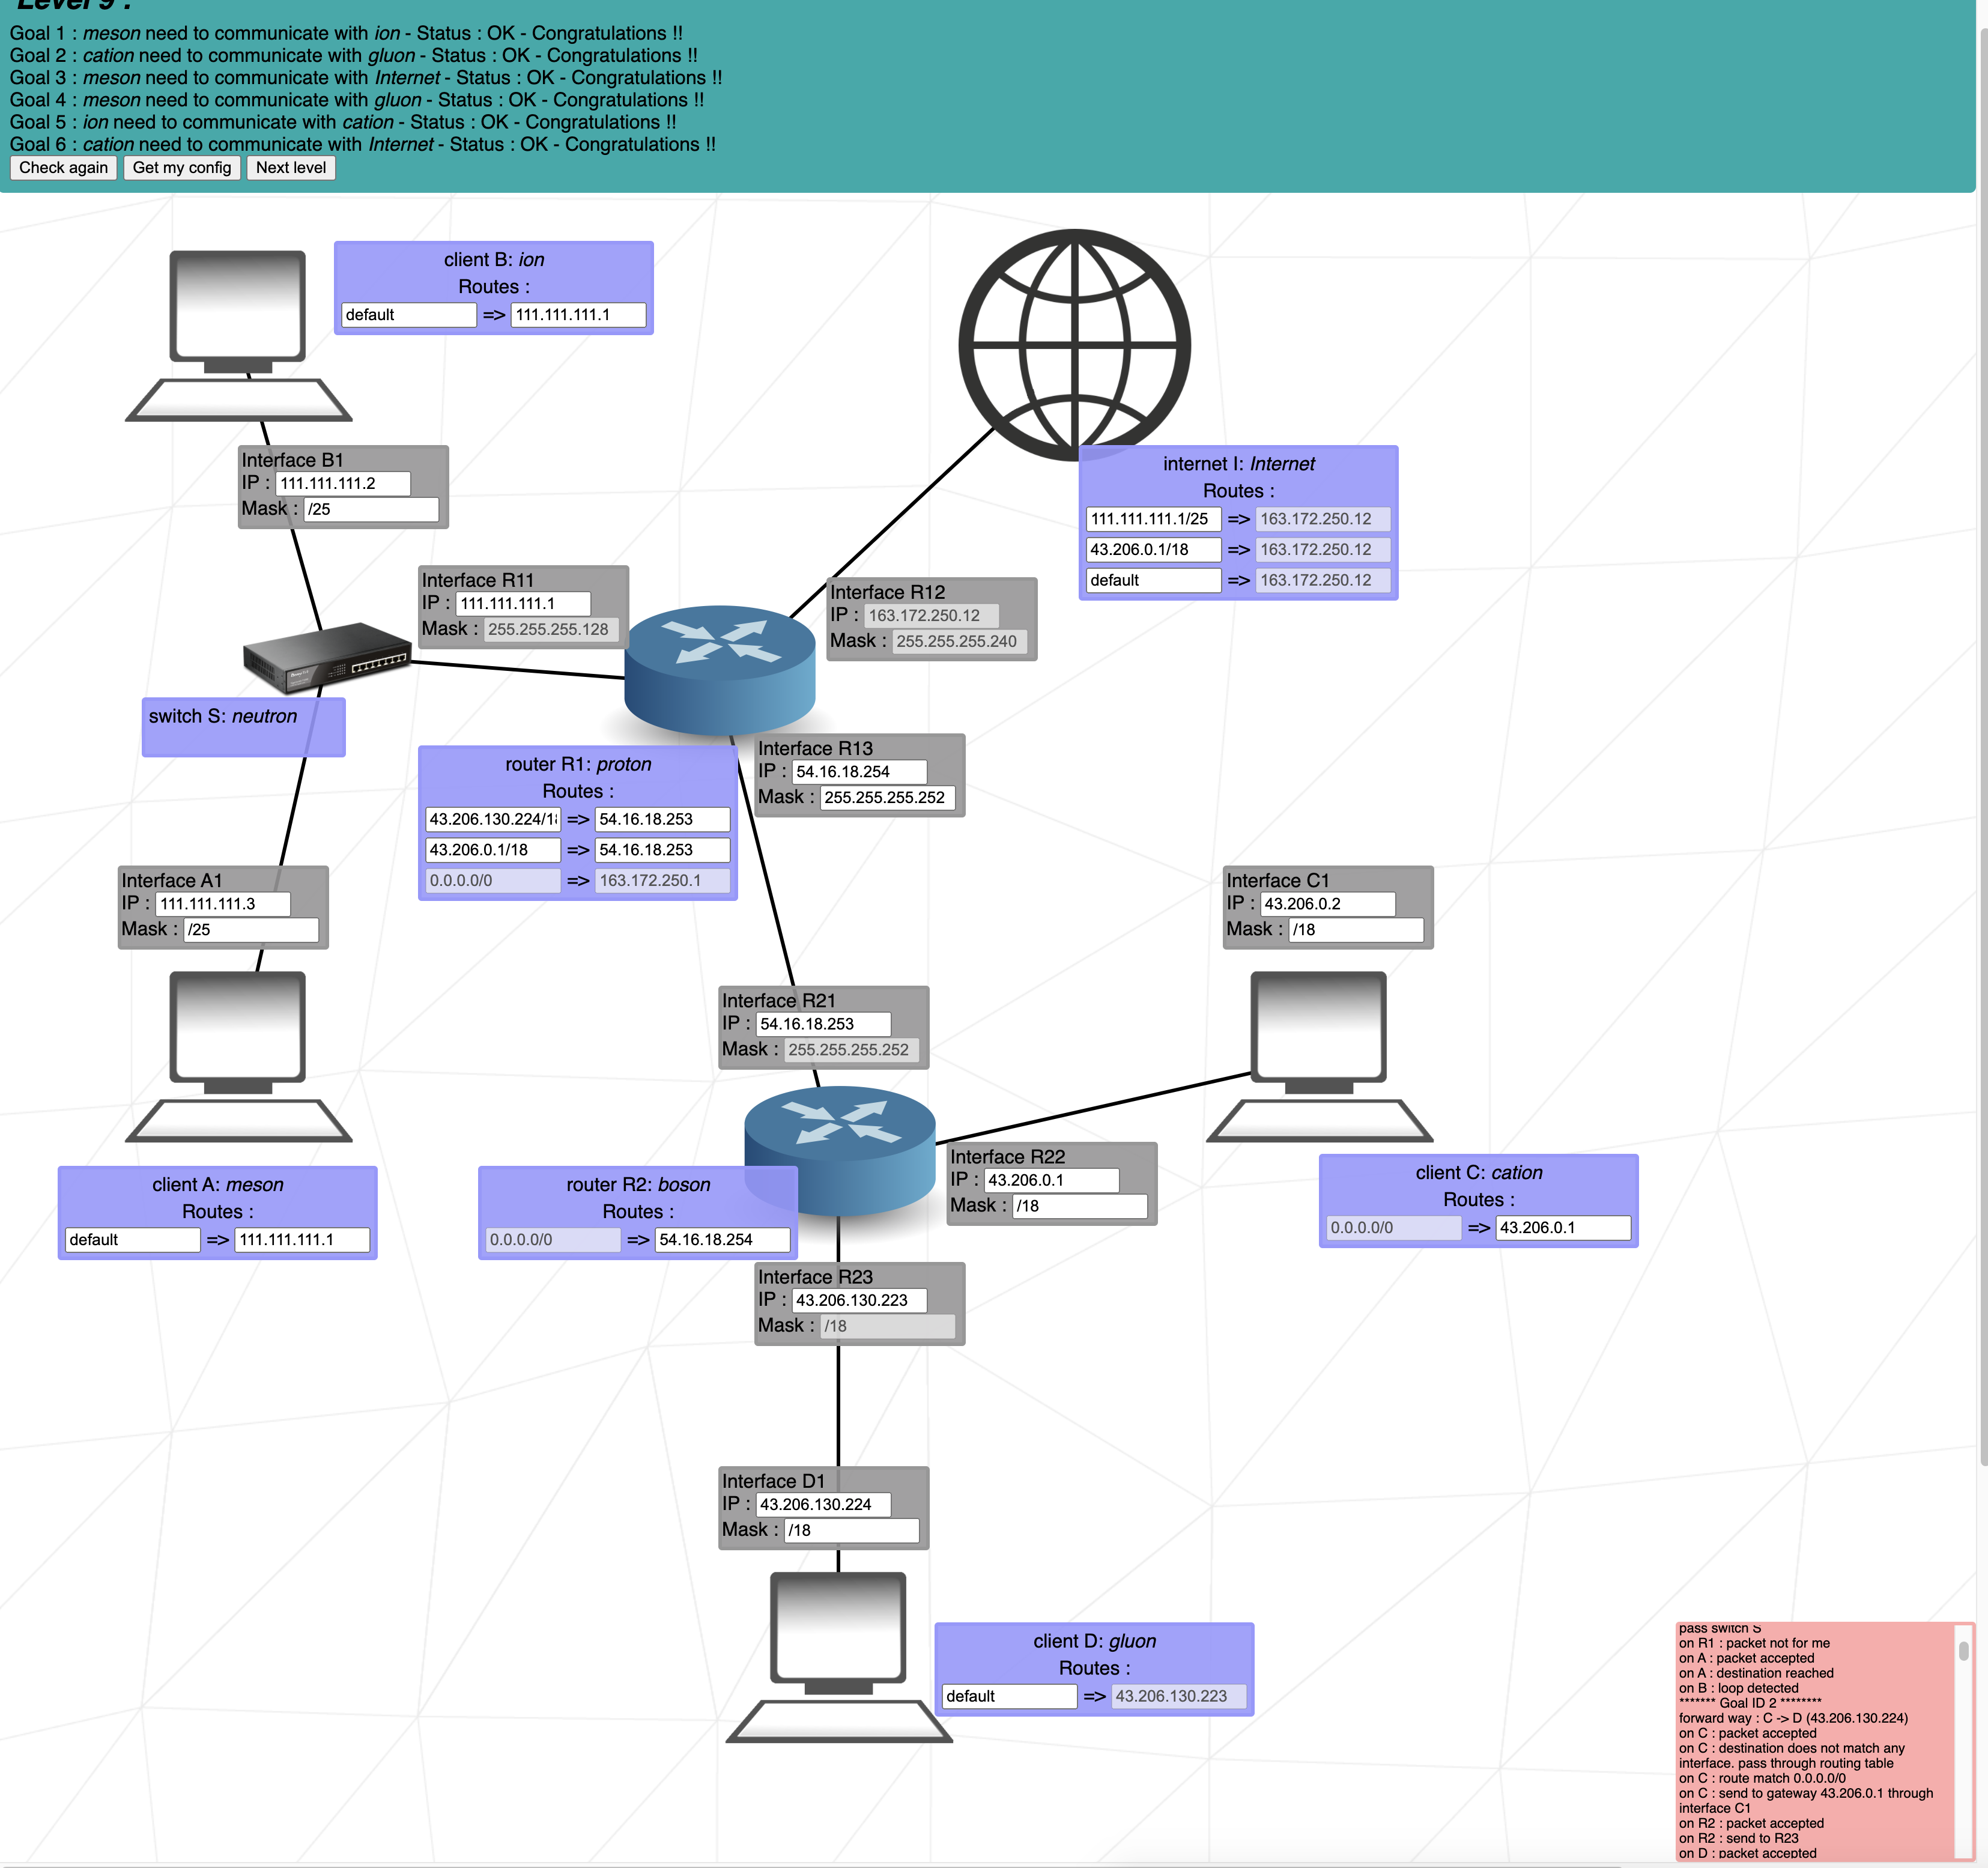 Level 9 :
Goal 1 : meson need to communicate with ion - Status : OK - Congratulations !!
Goal 2 : cation need to communicate with gluon - Status : OK - Congratulations !!
Goal 3 : meson need to communicate with Internet - Status : OK - Congratulations !!
Goal 4 : meson need to communicate with gluon - Status : OK - Congratulations !!
Goal 5 : ion need to communicate with cation - Status : OK - Congratulations !!
Goal 6 : cation need to communicate with Internet - Status : OK - Congratulations !!
Check again Get my config Next level
client B: ion
Routes :
default => 111.111.111.1
Interface B1
IP : 111.111.111.2
Mask : /25
internet I: Internet
Routes :
111.111.111.1/25 => 163.172.250.12
43.206.0.1/18 => 163.172.250.12
default => 163.172.250.12
Interface R11
IP : 111.111.111.1
Mask : 255.255.255.128
Interface R12
IP : 163.172.250.12
Mask : 255.255.255.240
switch S: neutron
Interface R13
IP : 54.16.18.254
Mask : 255.255.255.252
router R1: proton
Routes :
43.206.130.224/18 => 54.16.18.253
43.206.0.1/18 => 54.16.18.253
0.0.0.0/0 => 163.172.250.1
Interface A1
IP : 111.111.111.3
Mask : /25
Interface C1
IP : 43.206.0.2
Mask : /18
Interface R21
IP : 54.16.18.253
Mask : 255.255.255.252
Interface R22
IP : 43.206.0.1
Mask : /18
client A: meson
Routes :
default => 111.111.111.1
router R2: boson
Routes :
0.0.0.0/0 => 54.16.18.254
client C: cation
Routes :
0.0.0.0/0 => 43.206.0.1
Interface R23
IP : 43.206.130.223
Mask : /18
Interface D1
IP : 43.206.130.224
Mask : /18
client D: gluon
Routes :
default => 43.206.130.223
pass switch S
on R1 : packet not for me
on A : packet accepted
on A : destination reached
on B : loop detected
******* Goal ID 2 ********
forward way : C -> D (43.206.130.224)
on C : packet accepted
on C : destination does not match any
interface. pass through routing table
on C : route match 0.0.0.0/0
on C : send to gateway 43.206.0.1 through
interface C1
on R2 : packet accepted
on R2 : send to R23
on D : packet accepted